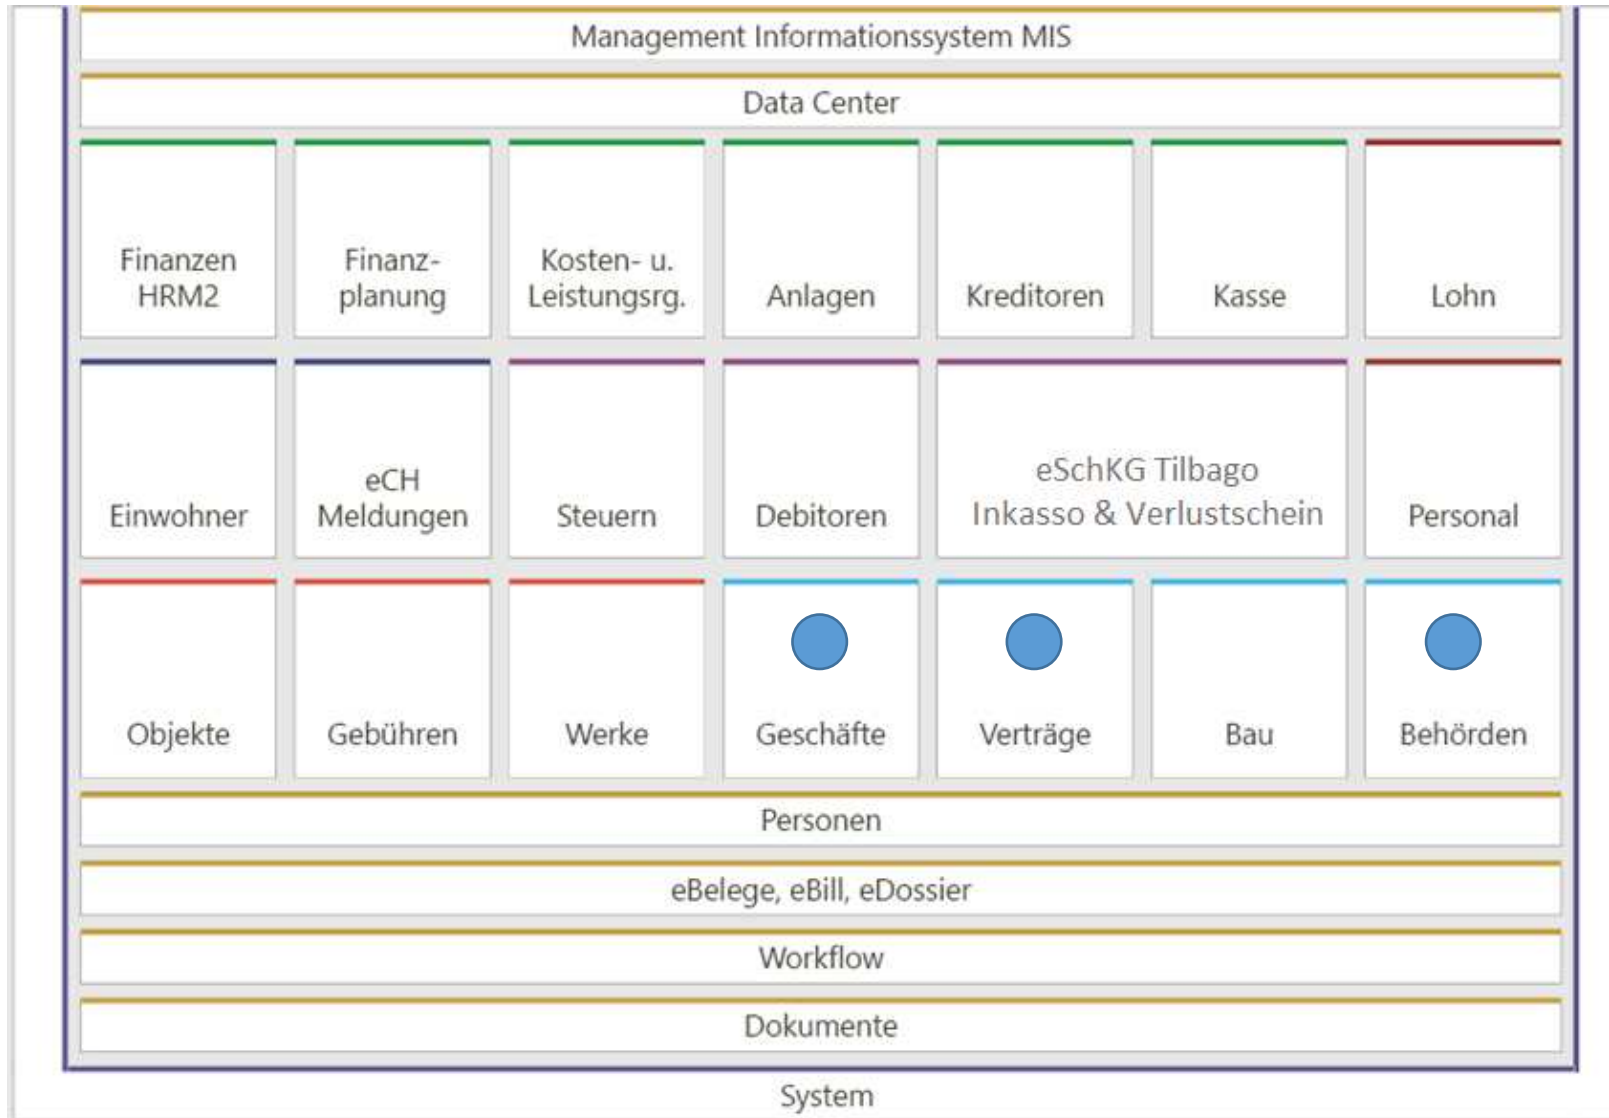 Management Informationssystem MIS
Data Center
Finanzen
HRM2
Finanz-
planung
Kosten- u.
Leistungsrg.
Anlagen
Kreditoren
Kasse
Lohn
Einwohner
eCH
Meldungen
Steuern
Debitoren
eSchKG Tilbago
Inkasso & Verlustschein
Personal
Objekte
Gebühren
Werke
Geschäfte
Verträge
Bau
Behörden
Personen
eBelege, eBill, eDossier
Workflow
Dokumente
System